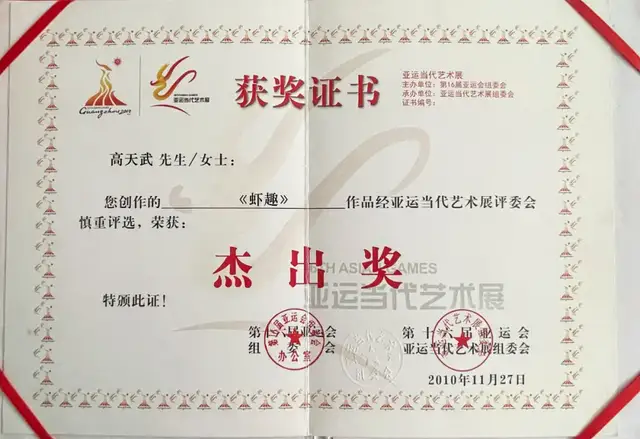 Guangzhou 2010
亚运当代艺术展
获奖证书
亚运当代艺术展
主办单位：第16届亚运会组委会
承办单位：亚运当代艺术展组委会
证书编号：
高天武 先生/女士：
您创作的《虾趣》作品经亚运当代艺术展评委会
慎重评选，荣获：
杰出奖
ASIAN GAMES
亚运当代艺术展
特颁此证！
第十六届亚运会 第十六届亚运会
组委会 亚运当代艺术展组委会
办公室
2010年11月27日